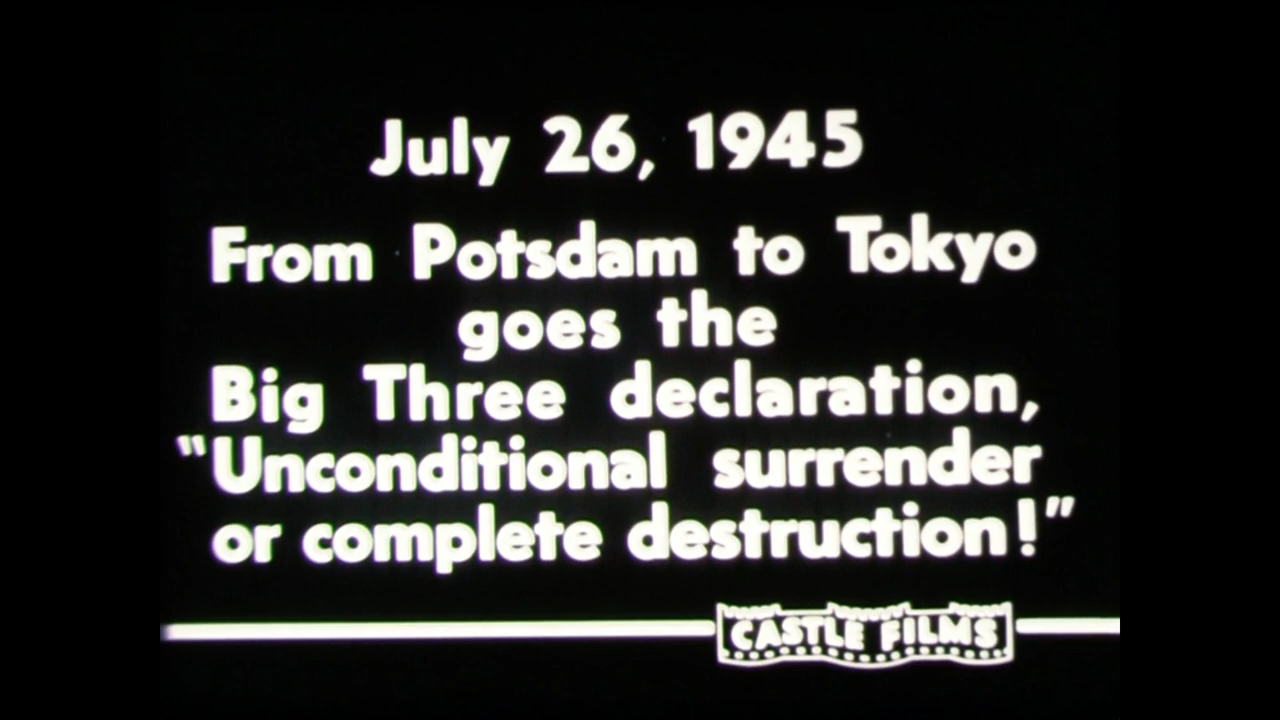 July 26, 1945
From Potsdam to Tokyo
goes the
Big Three declaration,
"Unconditional surrender
or complete destruction!"
CASTLE FILMS